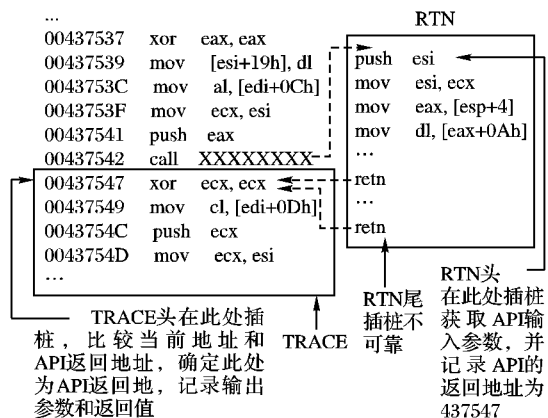 ...
00437537 xor eax, eax
00437539 mov [esi+19h], dl
0043753C mov al, [edi+0Ch]
0043753F mov ecx, esi
00437541 push eax
00437542 call XXXXXXXX
00437547 xor ecx, ecx
00437549 mov cl, [edi+0Dh]
0043754C push ecx
0043754D mov ecx, esi
...
RTN
push esi
mov esi, ecx
mov eax, [esp+4]
mov dl, [eax+0Ah]
...
retn
...
retn
TRACE头在此处插
桩，比较当前地址和
API返回地址，确定此处
为API返回地，记录输出
参数和返回值
TRACE
RTN尾
插桩不
可靠
RTN头
在此处插桩
获取API输
入参数，并
记录API的
返回地址为
437547